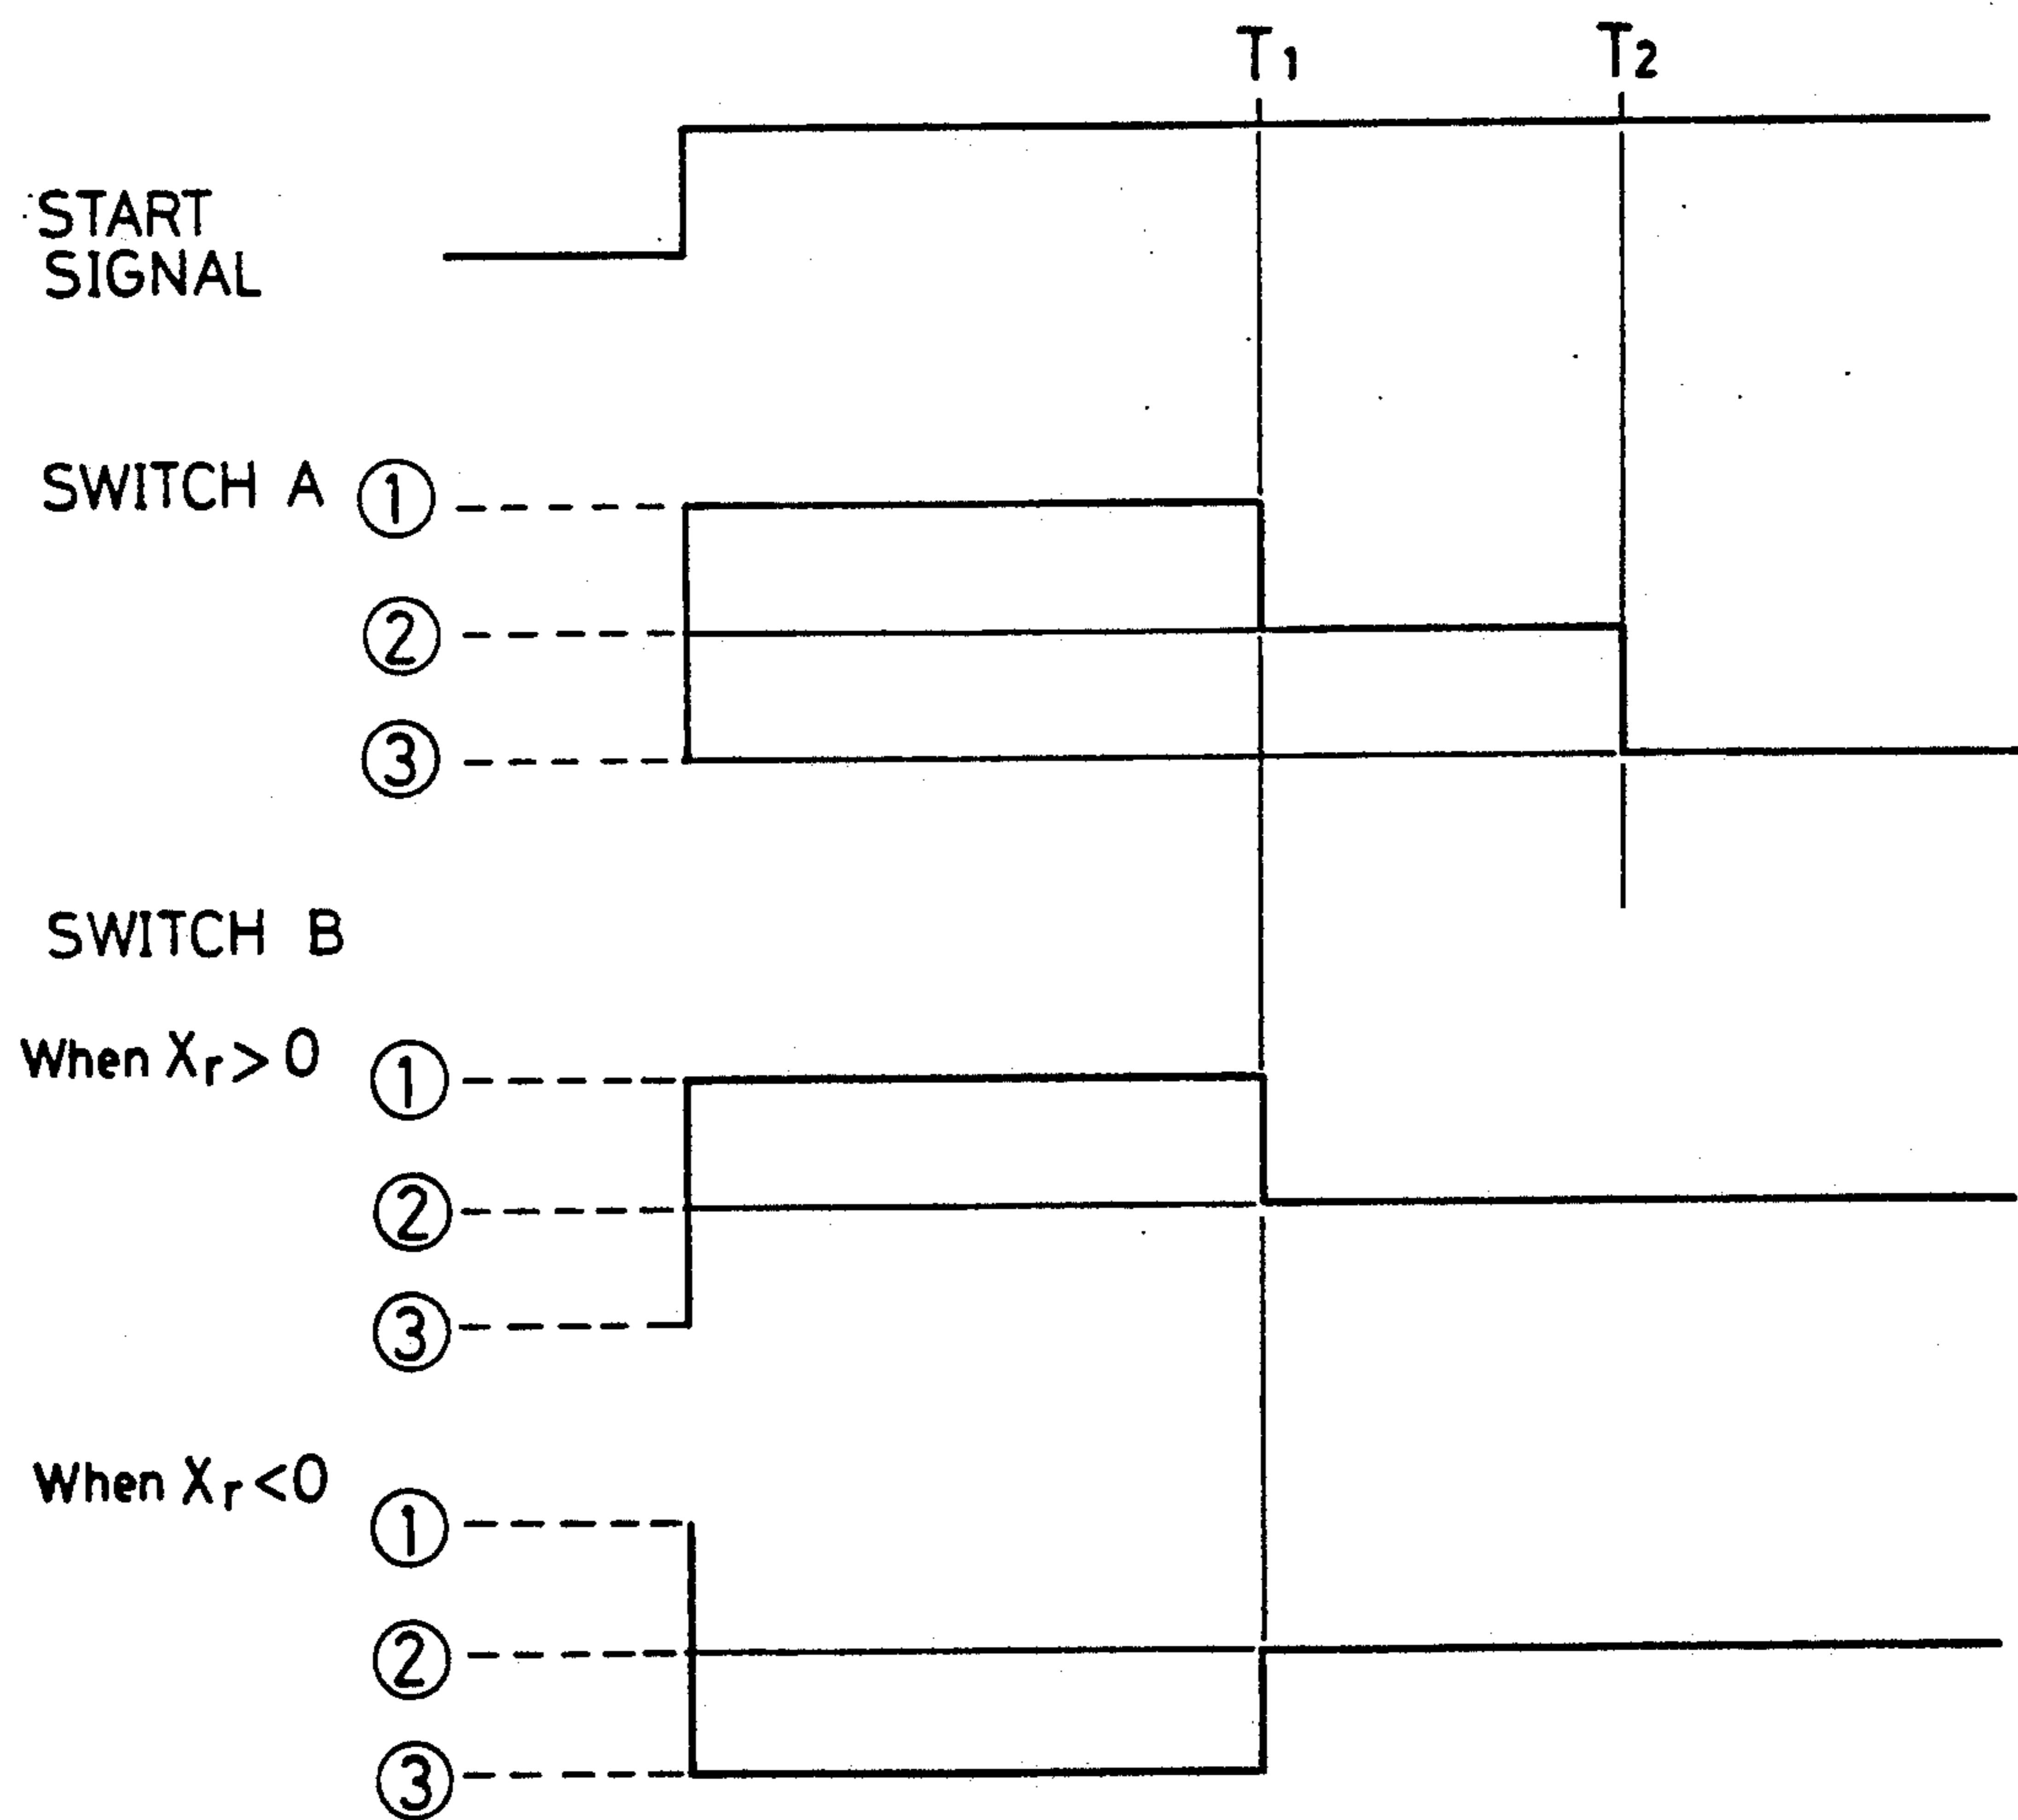 T1 T2
START
SIGNAL
SWITCH A ①
②
③
SWITCH B
When Xr > 0 ①
②
③
When Xr < 0 ①
②
③